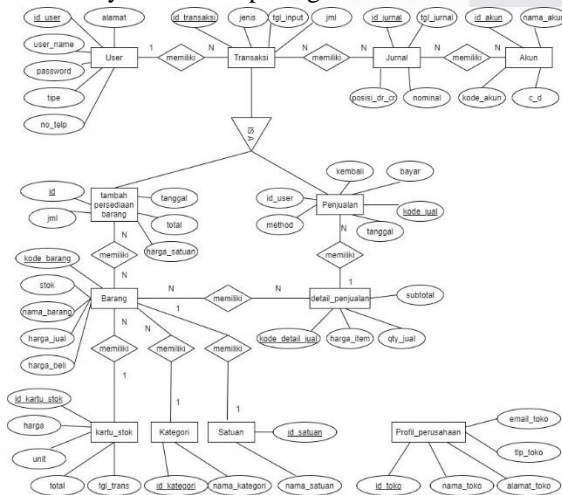 id_user
alamat
id_transaksi
jenis
tgl_input
jml
id_jurnal
tgl_jurnal
id_akun
nama_akun
user_name
User
1
memiliki
N
Transaksi
N
memiliki
N
Jurnal
N
memiliki
N
Akun
password
tipe
no_telp
posisi_dr_cr
nominal
kode_akun
c_d
IS A
kembali
bayar
id
tambah
persediaan
barang
tanggal
id_user
Penjualan
kode_jual
jml
total
method
tanggal
harga_satuan
N
memiliki
N
N
memiliki
1
kode_barang
stok
Barang
N
memiliki
N
detail_penjualan
subtotal
nama_barang
1
N
N
harga_jual
kode_detail_jual
harga_item
qty_jual
harga_beli
memiliki
memiliki
memiliki
1
1
1
id_kartu_stok
harga
kartu_stok
Kategori
Satuan
id_satuan
Profil_perusahaan
email_toko
unit
tlp_toko
total
tgl_trans
id_kategori
nama_kategori
nama_satuan
id_toko
nama_toko
alamat_toko